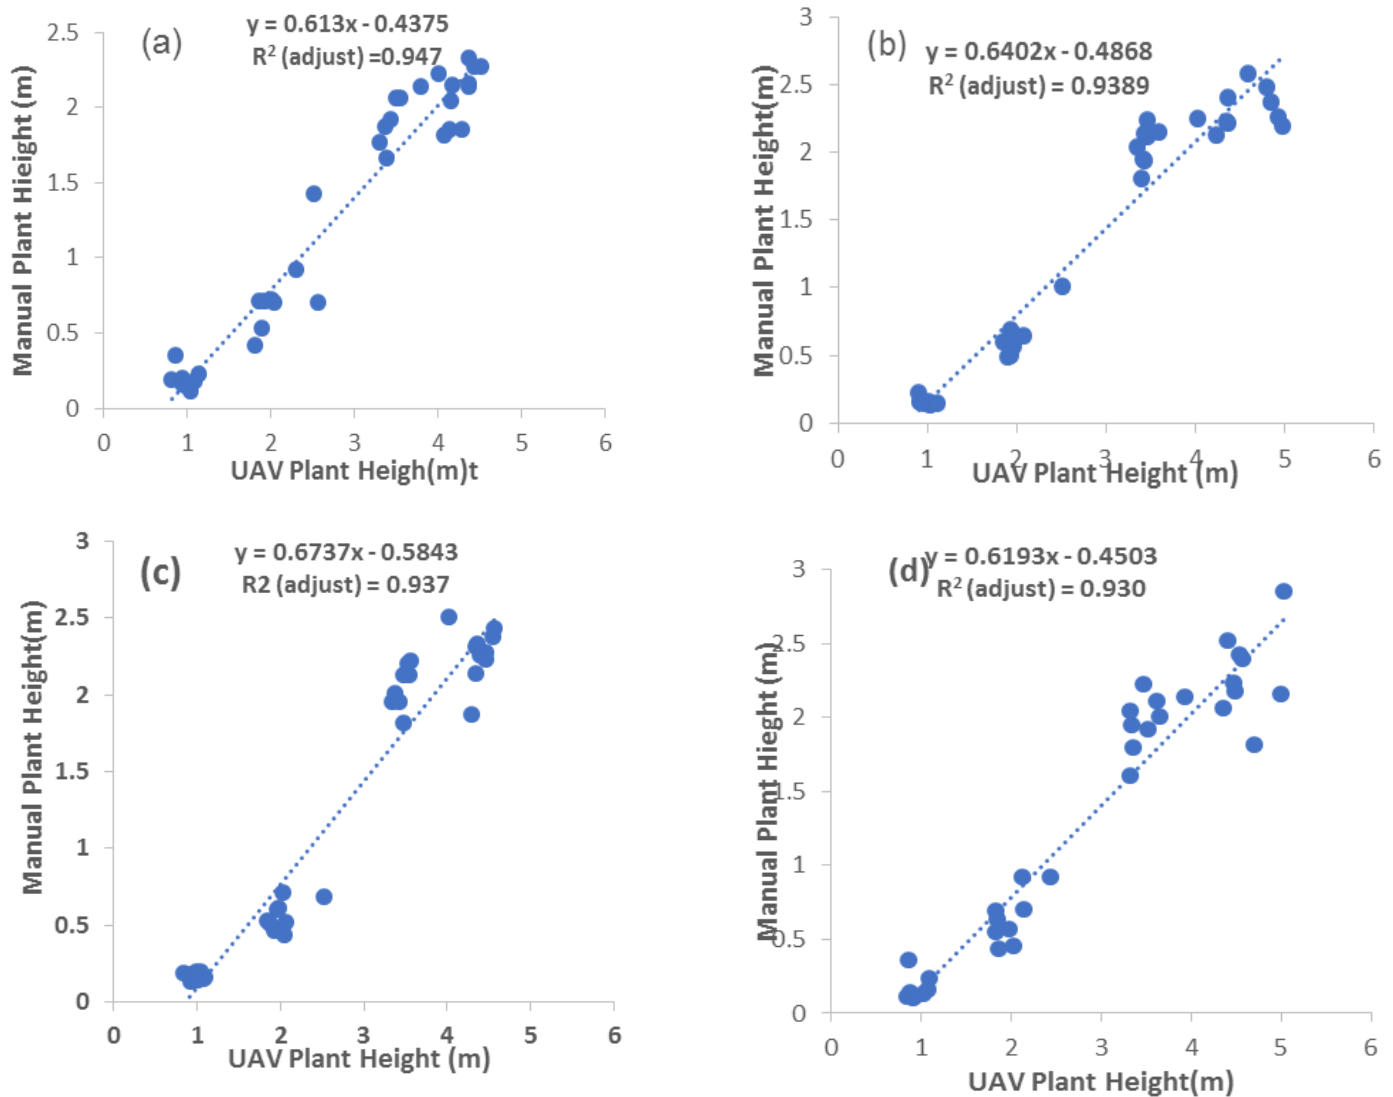 (a)
y = 0.613x - 0.4375
R² (adjust) =0.947
Manual Plant Hieight (m)
2.5
2
1.5
1
0.5
0
0 1 2 3 4 5 6
UAV Plant Heigh(m)t
(b)
y = 0.6402x - 0.4868
R² (adjust) = 0.9389
Manual Plant Height(m)
3
2.5
2
1.5
1
0.5
0
0 1 2 3 4 5 6
UAV Plant Height (m)
(c)
y = 0.6737x - 0.5843
R2 (adjust) = 0.937
Manual Plant Height(m)
3
2.5
2
1.5
1
0.5
0
0 1 2 3 4 5 6
UAV Plant Height (m)
(d)
y = 0.6193x - 0.4503
R² (adjust) = 0.930
Manual Plant Hieght (m)
3
2.5
2
1.5
1
0.5
0
0 1 2 3 4 5 6
UAV Plant Height(m)